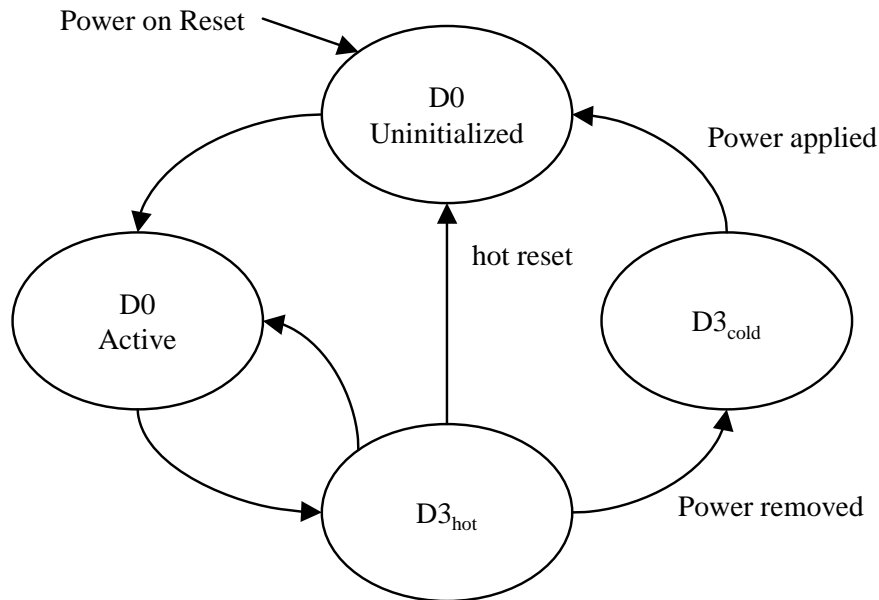 Power on Reset
D0
Uninitialized
Power applied
hot reset
D0
Active
D3cold
D3hot
Power removed